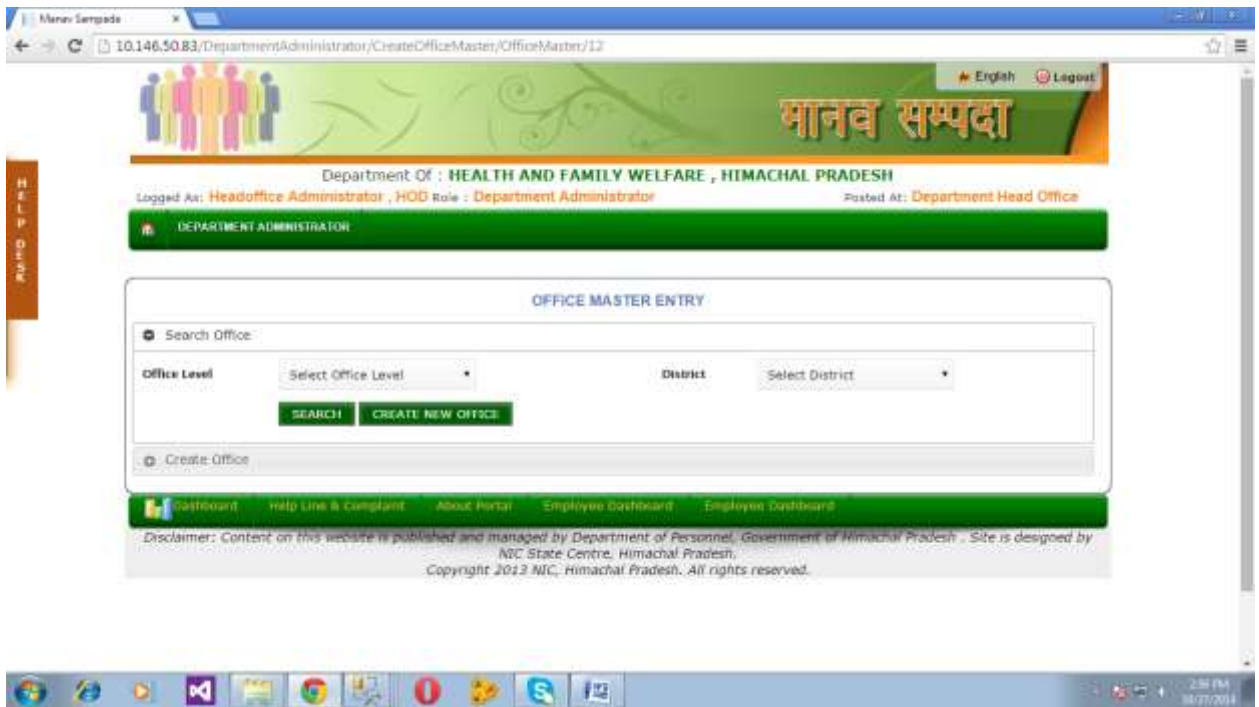 Manav Sampada
10.146.50.83/DepartmentAdministrator/CreateOfficeMaster/OfficeMaster/12
English Logout
मानव सम्पदा
Department Of : HEALTH AND FAMILY WELFARE , HIMACHAL PRADESH
Logged As: Headoffice Administrator , HOD Role : Department Administrator Posted At: Department Head Office
HELP DESK
DEPARTMENT ADMINISTRATOR
OFFICE MASTER ENTRY
Search Office
Office Level Select Office Level District Select District
SEARCH CREATE NEW OFFICE
Create Office
Dashboard Help Line & Complaint About Portal Employee Dashboard Employee Dashboard
Disclaimer: Content on this website is published and managed by Department of Personnel, Government of Himachal Pradesh . Site is designed by
NIC State Centre, Himachal Pradesh.
Copyright 2013 NIC, Himachal Pradesh. All rights reserved.